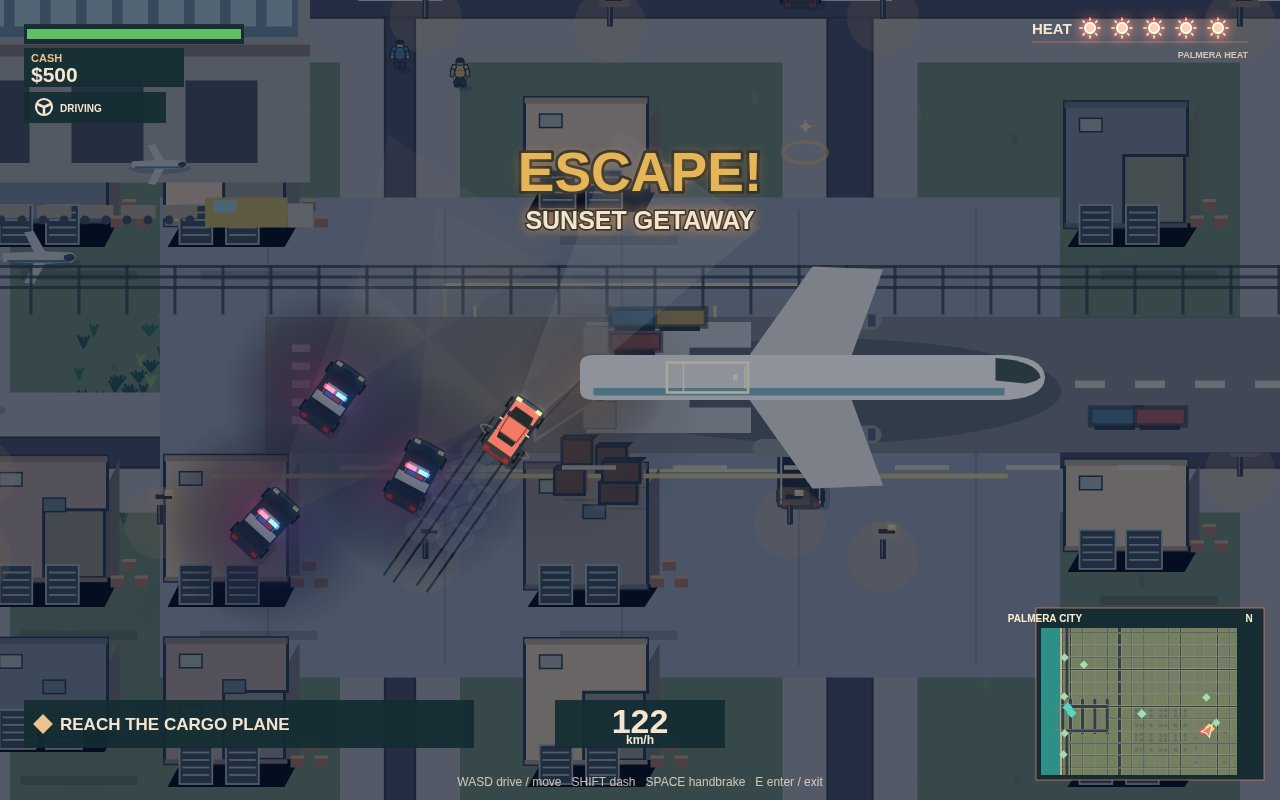 CASH
$500
DRIVING
HEAT
PALMERA HEAT
ESCAPE!
SUNSET GETAWAY
REACH THE CARGO PLANE
122
km/h
PALMERA CITY
N
WASD drive / move SHIFT dash SPACE handbrake E enter / exit